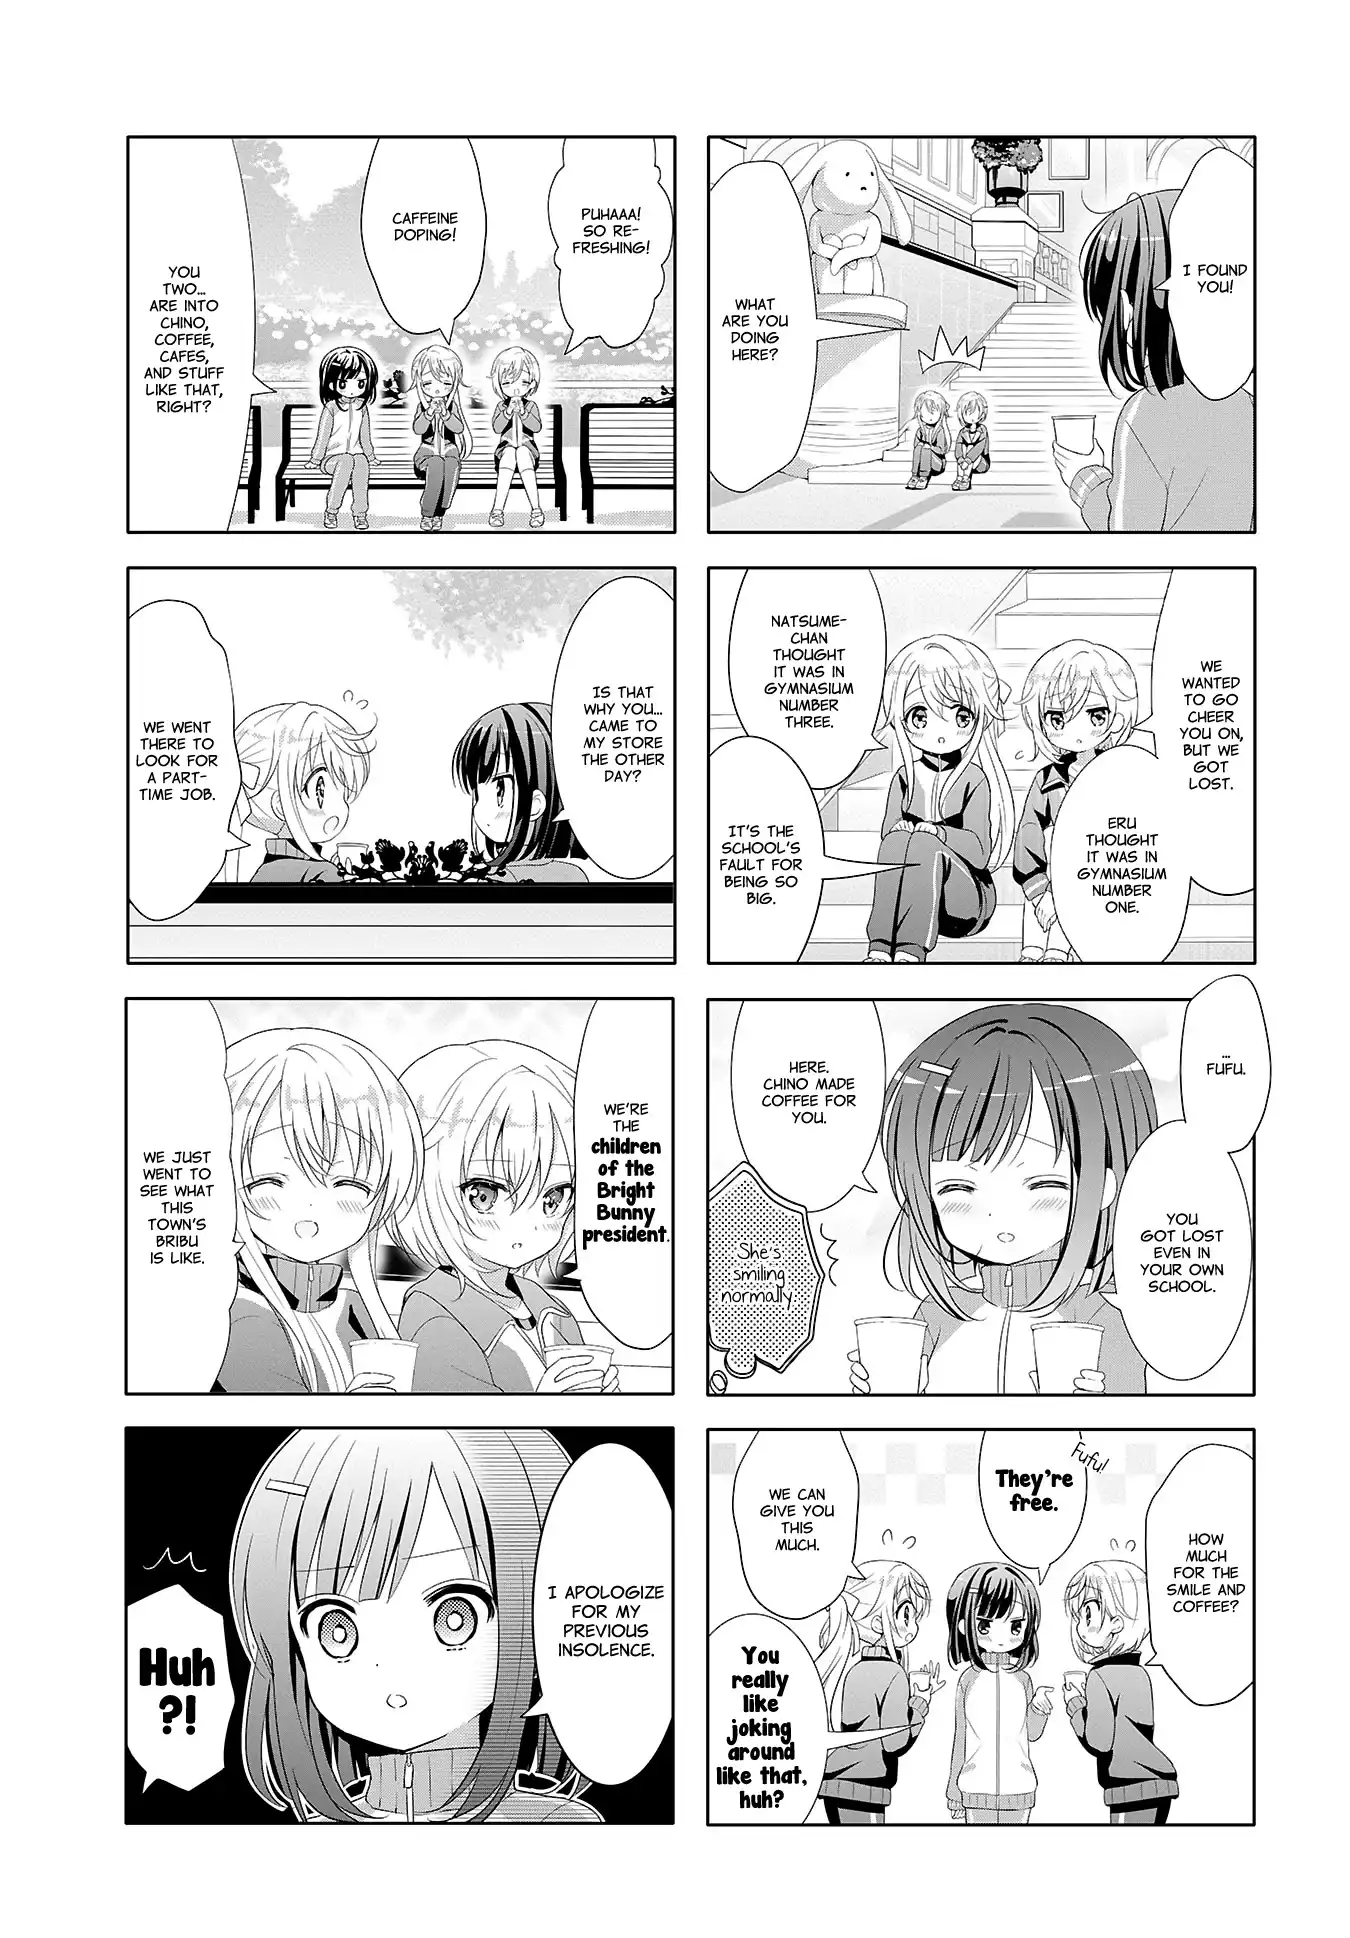 I FOUND
YOU!
WHAT
ARE YOU
DOING
HERE?
WE
WANTED
TO GO
CHEER
YOU ON,
BUT WE
GOT
LOST.
ERU
THOUGHT
IT WAS IN
GYMNASIUM
NUMBER
ONE.
NATSUME-
CHAN
THOUGHT
IT WAS IN
GYMNASIUM
NUMBER
THREE.
IT'S THE
SCHOOL'S
FAULT FOR
BEING SO
BIG.
...
FUFU.
YOU
GOT LOST
EVEN IN
YOUR OWN
SCHOOL.
HERE.
CHINO MADE
COFFEE FOR
YOU.
She's
smiling
normally
HOW
MUCH
FOR THE
SMILE AND
COFFEE?
Fufu!
They're
free.
WE CAN
GIVE YOU
THIS
MUCH.
You
really
like
joking
around
like that,
huh?
PUHAAA!
SO RE-
FRESHING!
CAFFEINE
DOPING!
YOU
TWO...
ARE INTO
CHINO,
COFFEE,
CAFES,
AND STUFF
LIKE THAT,
RIGHT?
IS THAT
WHY YOU...
CAME TO
MY STORE
THE OTHER
DAY?
WE WENT
THERE TO
LOOK FOR
A PART-
TIME JOB.
WE'RE
THE
children
of the
Bright
Bunny
president.
WE JUST
WENT TO
SEE WHAT
THIS
TOWN'S
BRIBU
IS LIKE.
I APOLOGIZE
FOR MY
PREVIOUS
INSOLENCE.
Huh
?!